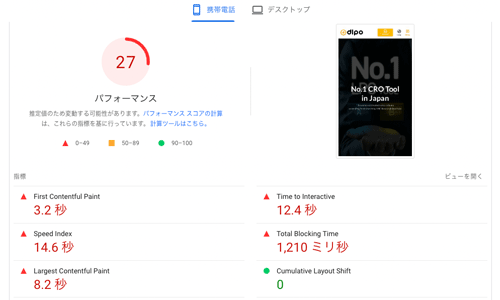 携帯電話
デスクトップ
27
パフォーマンス
推定値のため変動する可能性があります。パフォーマンス スコアの計算
は、これらの指標を基に行っています。計算ツールはこちら。
0–49
50–89
90–100
dipo
No.1
No.1 CRO Tool
in Japan
指標
ビューを開く
First Contentful Paint
3.2 秒
Time to Interactive
12.4 秒
Speed Index
14.6 秒
Total Blocking Time
1,210 ミリ秒
Largest Contentful Paint
8.2 秒
Cumulative Layout Shift
0